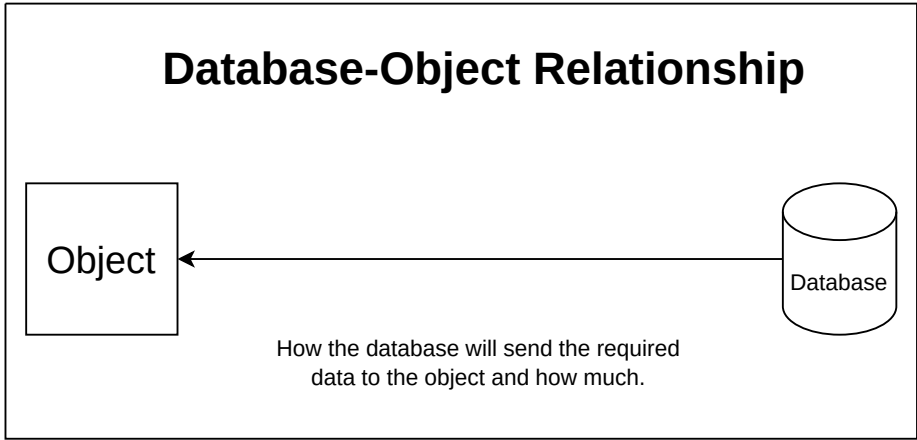 Database-Object Relationship
Object
Database
How the database will send the required
data to the object and how much.